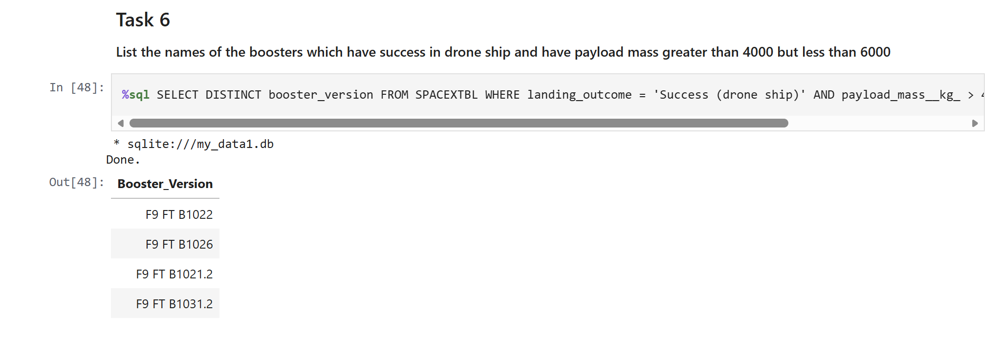 Task 6
List the names of the boosters which have success in drone ship and have payload mass greater than 4000 but less than 6000
In [48]:
%sql SELECT DISTINCT booster_version FROM SPACEXTBL WHERE landing_outcome = 'Success (drone ship)' AND payload_mass__kg_ >
* sqlite:///my_data1.db
Done.
Out[48]:
Booster_Version
F9 FT B1022
F9 FT B1026
F9 FT B1021.2
F9 FT B1031.2